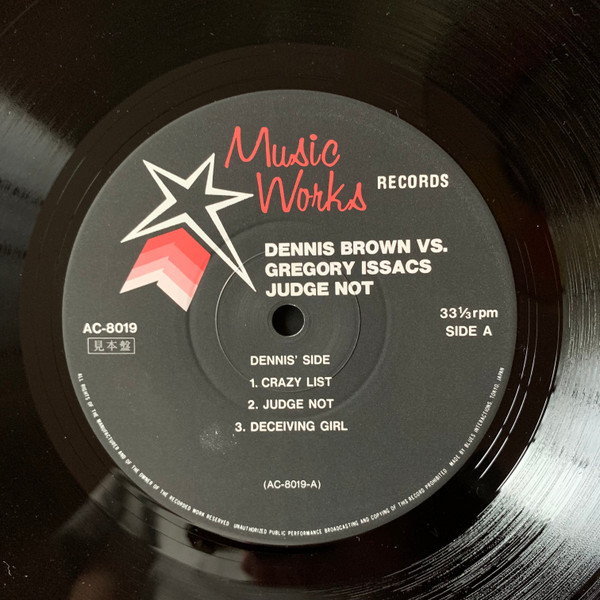 Music
Works RECORDS
DENNIS BROWN VS.
GREGORY ISSACS
JUDGE NOT
AC-8019
見本盤
33⅓rpm
SIDE A
DENNIS' SIDE
1. CRAZY LIST
2. JUDGE NOT
3. DECEIVING GIRL
(AC-8019-A)
ALL RIGHTS OF THE MANUFACTURER AND OF THE OWNER OF THE RECORDED WORK RESERVED UNAUTHORIZED PUBLIC PERFORMANCE BROADCASTING AND COPYING OF THIS RECORD PROHIBITED MADE BY BLUES INTERACTIONS, TOKYO, JAPAN